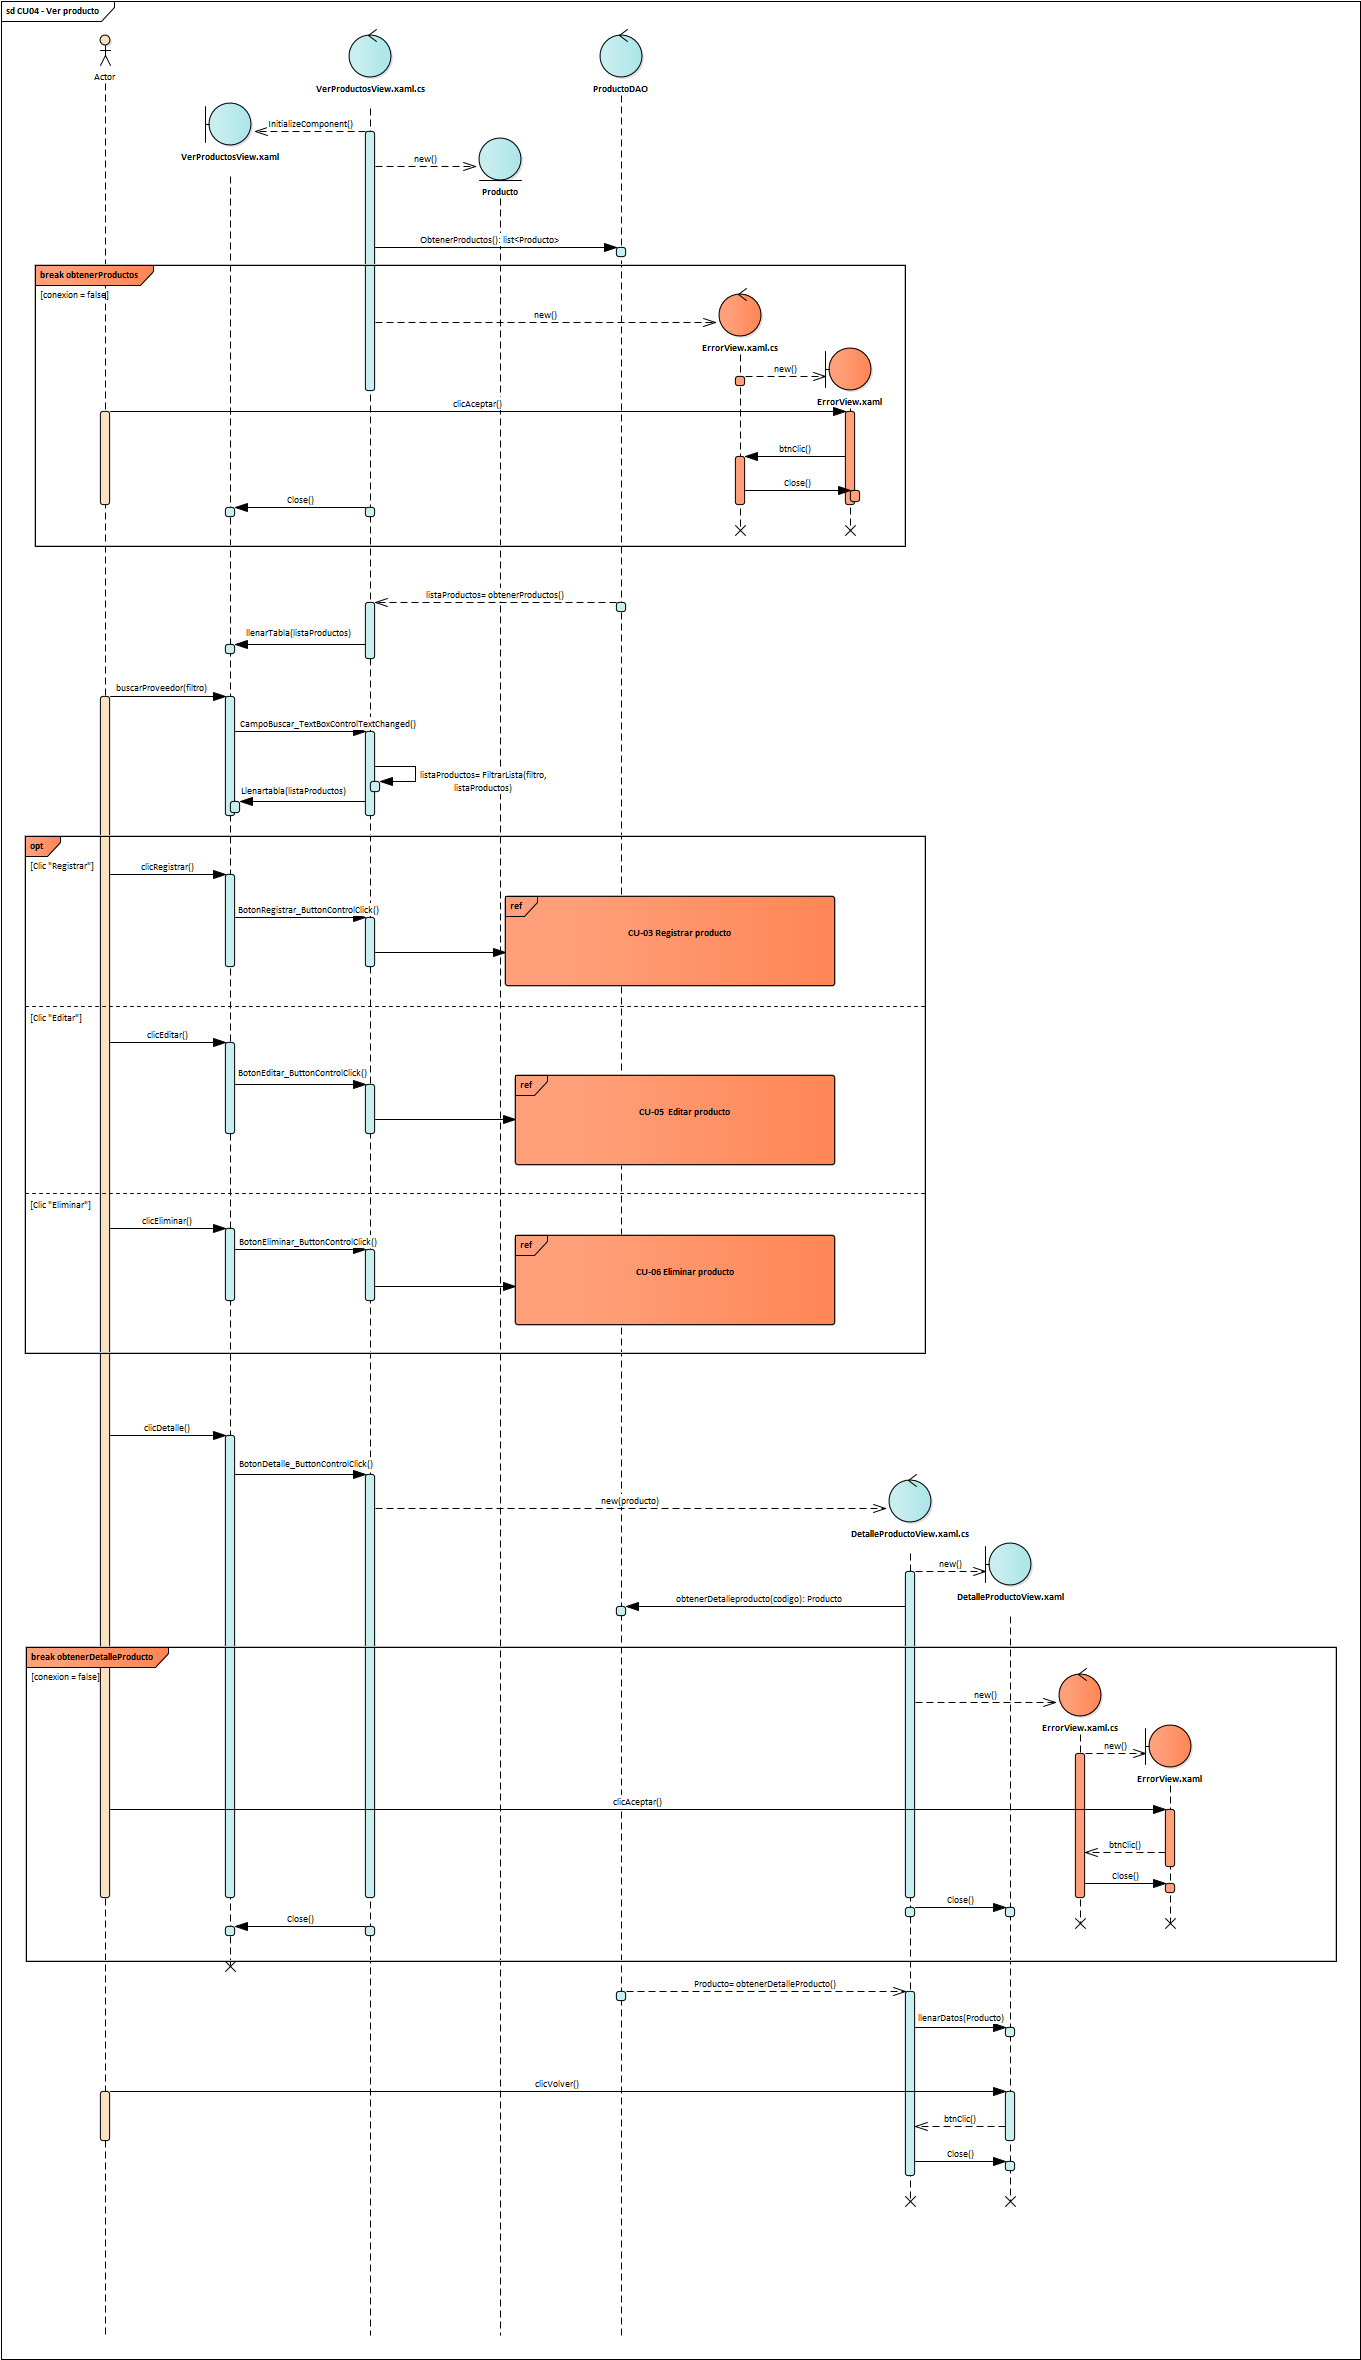 sd CU04 - Ver producto
Actor
VerProductosView.xaml.cs
ProductoDAO
InitializeComponent()
VerProductosView.xaml
new()
Producto
ObtenerProductos(): list<Producto>
break obtenerProductos
[conexion = false]
new()
ErrorView.xaml.cs
new()
ErrorView.xaml
clicAceptar()
btnClic()
Close()
Close()
listaProductos= obtenerProductos()
llenarTabla(listaProductos)
buscarProveedor(filtro)
CampoBuscar_TextBoxControlTextChanged()
listaProductos= FiltrarLista(filtro,
listaProductos)
Llenartabla(listaProductos)
opt
[Clic "Registrar"]
clicRegistrar()
BotonRegistrar_ButtonControlClick()
ref
CU-03 Registrar producto
[Clic "Editar"]
clicEditar()
BotonEditar_ButtonControlClick()
ref
CU-05  Editar producto
[Clic "Eliminar"]
clicEliminar()
BotonEliminar_ButtonControlClick()
ref
CU-06 Eliminar producto
clicDetalle()
BotonDetalle_ButtonControlClick()
new(producto)
DetalleProductoView.xaml.cs
new()
DetalleProductoView.xaml
obtenerDetalleproducto(codigo): Producto
break obtenerDetalleProducto
[conexion = false]
new()
ErrorView.xaml.cs
new()
ErrorView.xaml
clicAceptar()
btnClic()
Close()
Close()
Close()
Producto= obtenerDetalleProducto()
llenarDatos(Producto)
clicVolver()
btnClic()
Close()